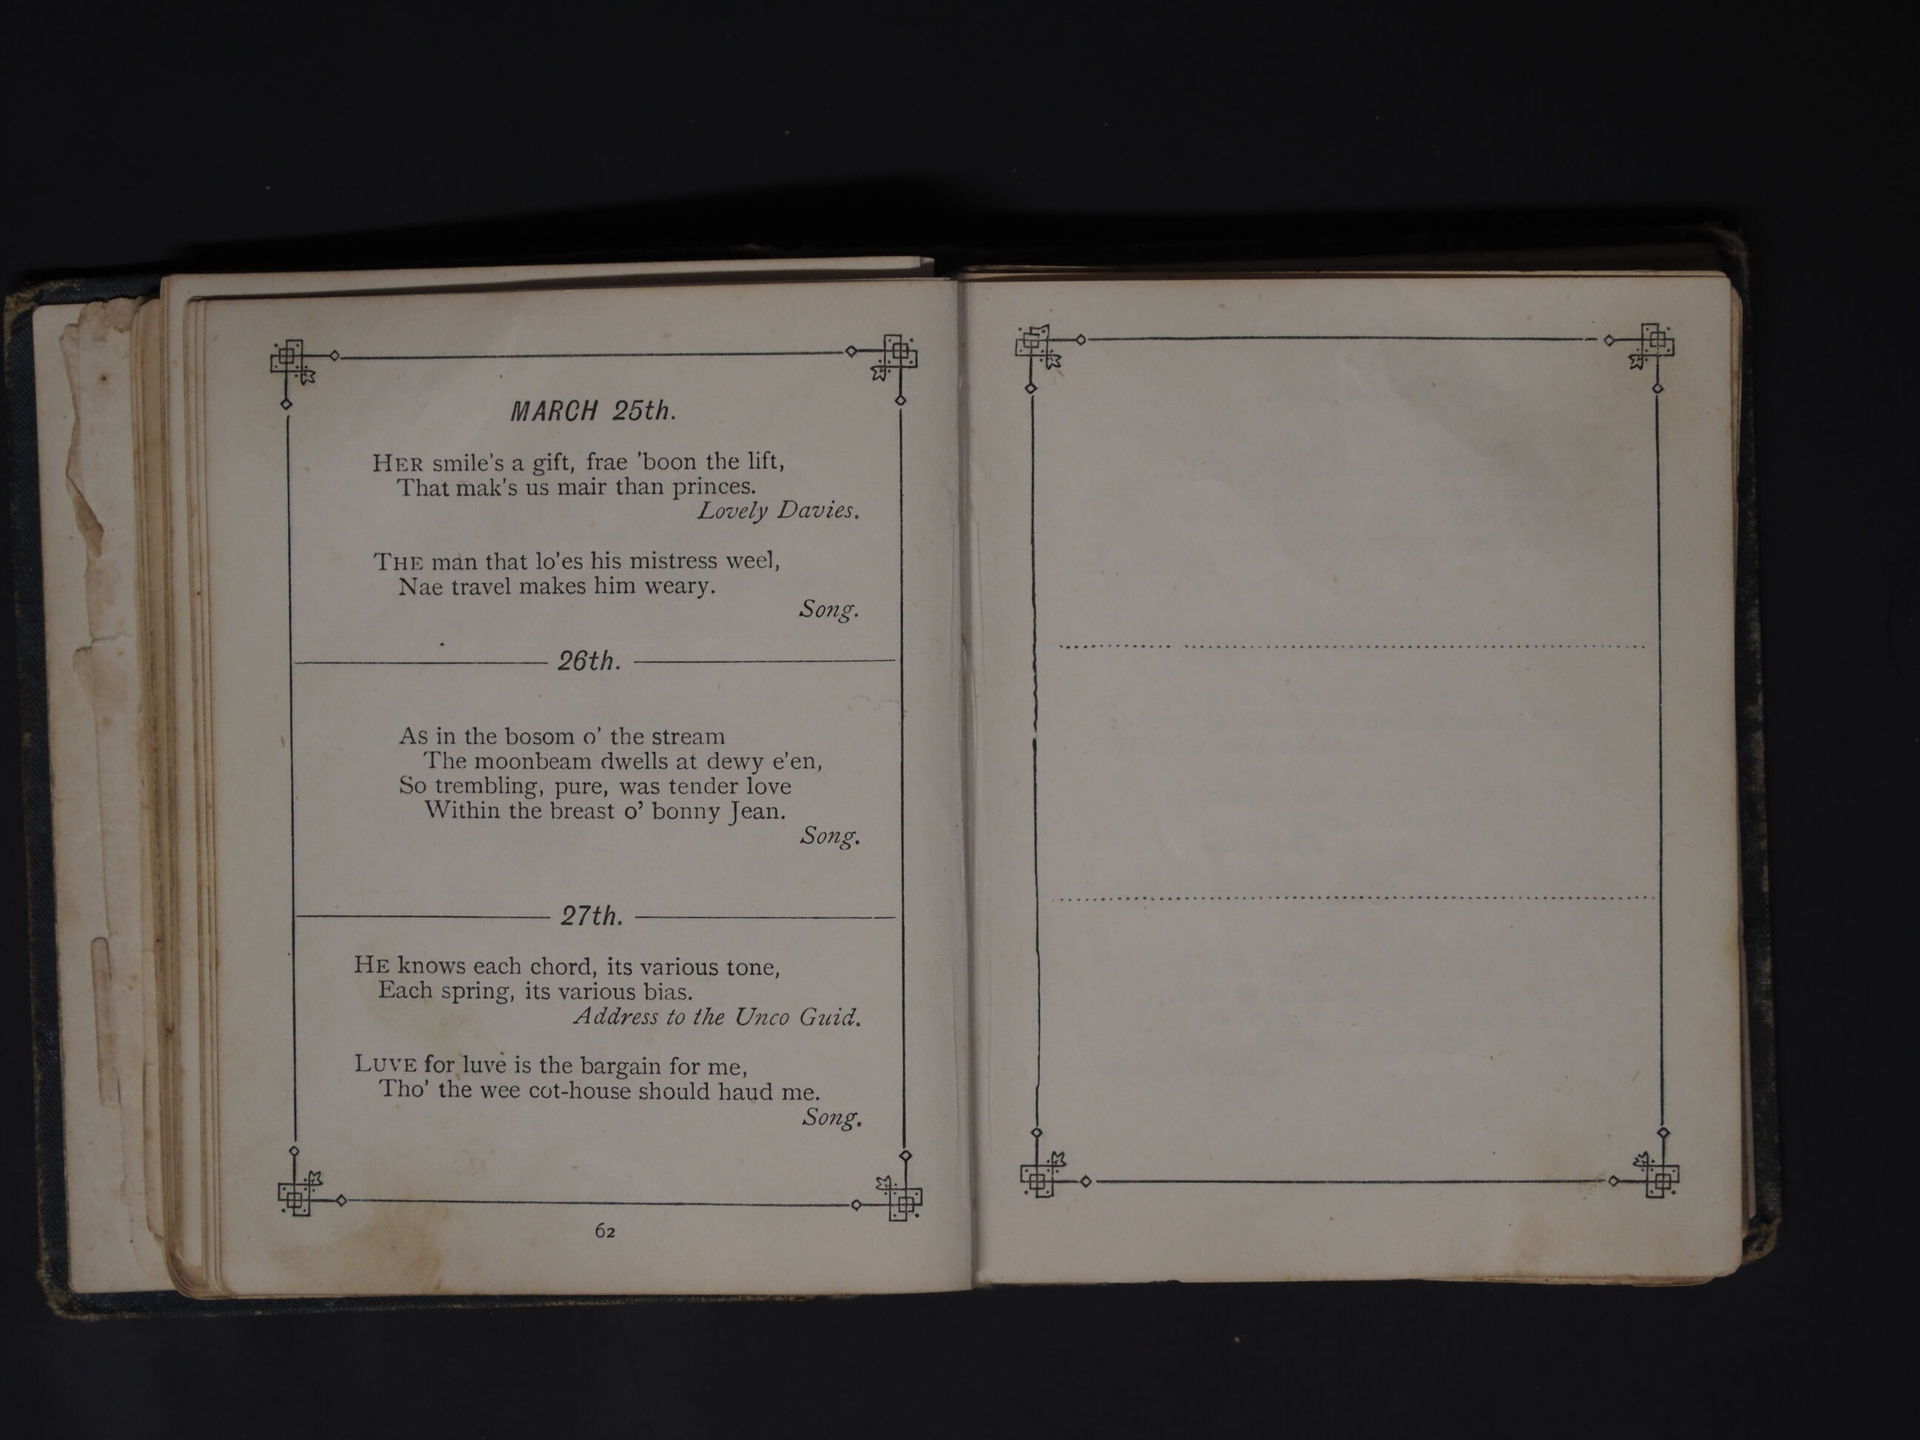 MARCH 25th.
HER smile's a gift, frae 'boon the lift,
That mak's us mair than princes.
Lovely Davies.
THE man that lo'es his mistress weel,
Nae travel makes him weary.
Song.
26th.
As in the bosom o' the stream
The moonbeam dwells at dewy e'en,
So trembling, pure, was tender love
Within the breast o' bonny Jean.
Song.
27th.
HE knows each chord, its various tone,
Each spring, its various bias.
Address to the Unco Guid.
LUVE for luve is the bargain for me,
Tho' the wee cot-house should haud me.
Song.
62